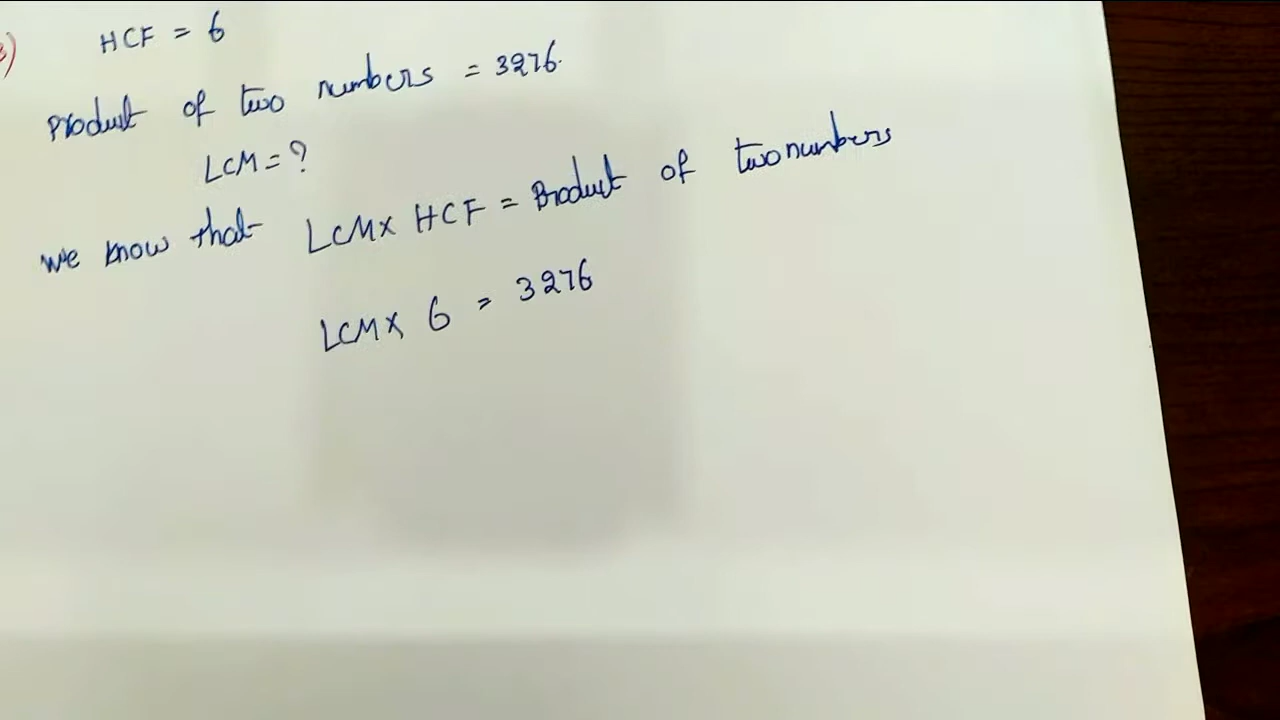 HCF = 6
Product of two numbers = 3276.
LCM = ?
We know that LCM x HCF = Product of two numbers
LCM x 6 = 3276